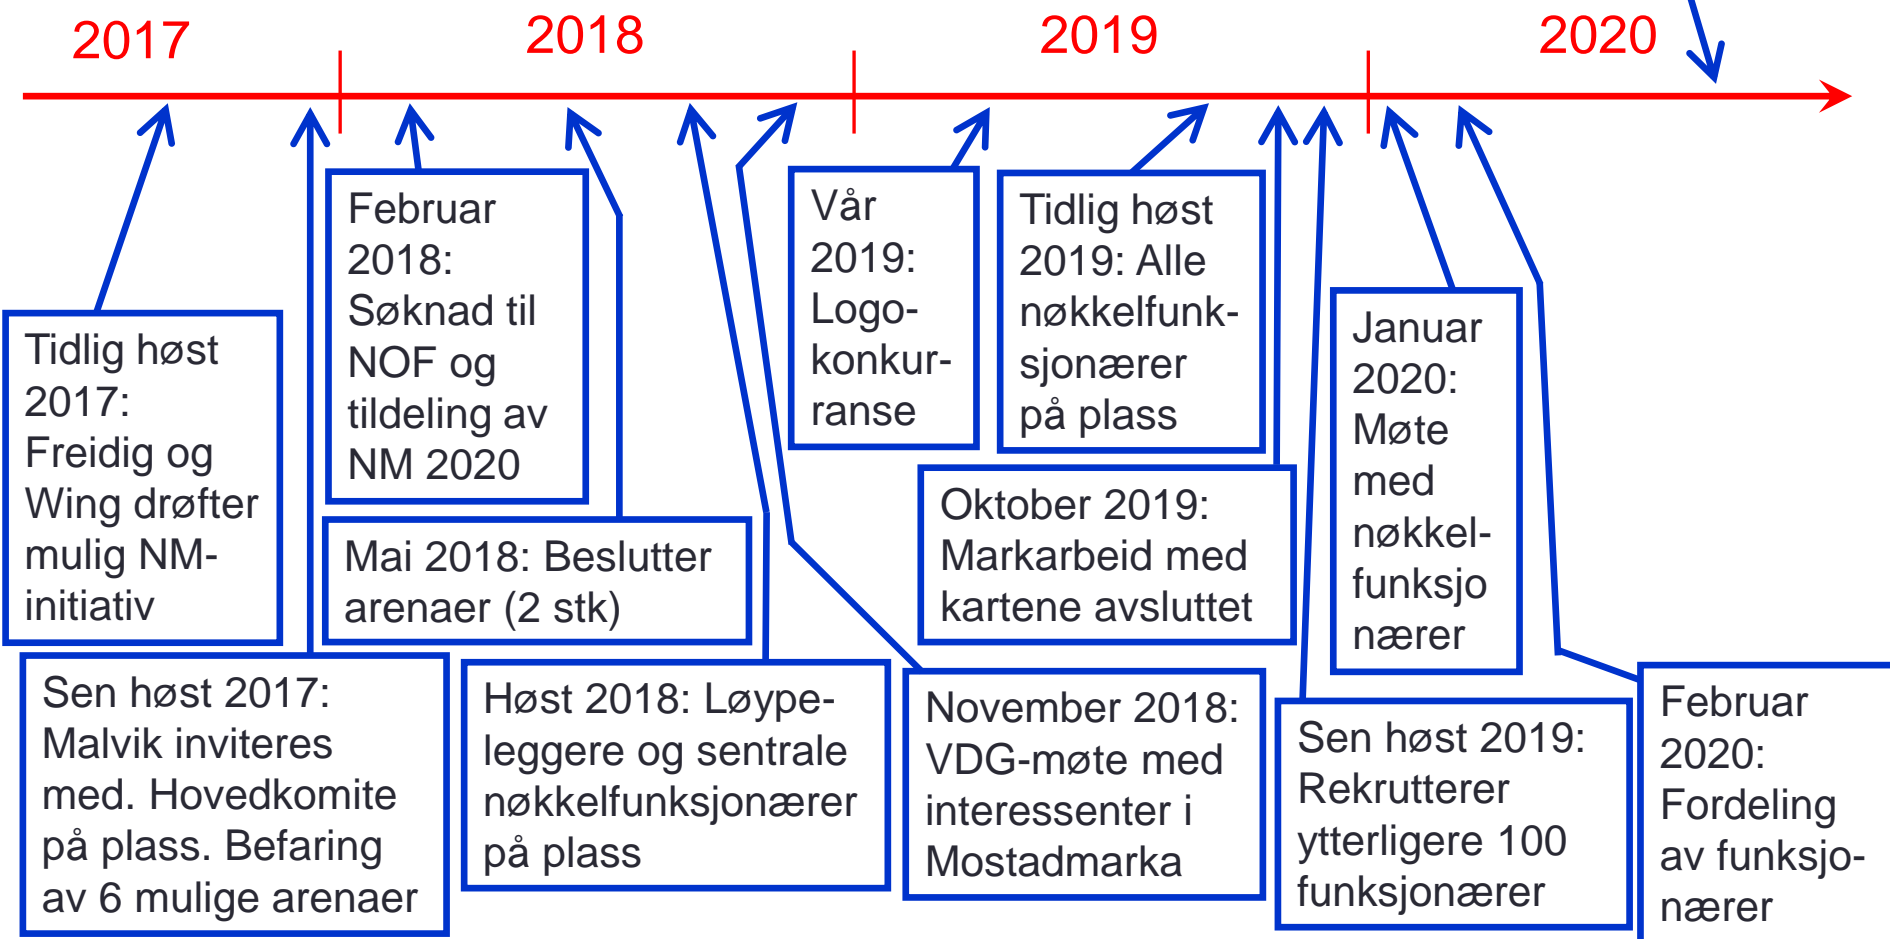 2017
2018
2019
2020
Tidlig høst
2017:
Freidig og
Wing drøfter
mulig NM-
initiativ
Sen høst 2017:
Malvik inviteres
med. Hovedkomite
på plass. Befaring
av 6 mulige arenaer
Februar
2018:
Søknad til
NOF og
tildeling av
NM 2020
Mai 2018: Beslutter
arenaer (2 stk)
Høst 2018: Løype-
leggere og sentrale
nøkkelfunksjonærer
på plass
November 2018:
VDG-møte med
interessenter i
Mostadmarka
Vår
2019:
Logo-
konkur-
ranse
Tidlig høst
2019: Alle
nøkkelfunk-
sjonærer
på plass
Oktober 2019:
Markarbeid med
kartene avsluttet
Sen høst 2019:
Rekrutterer
ytterligere 100
funksjonærer
Januar
2020:
Møte
med
nøkkel-
funksjo
nærer
Februar
2020:
Fordeling
av funksjo-
nærer